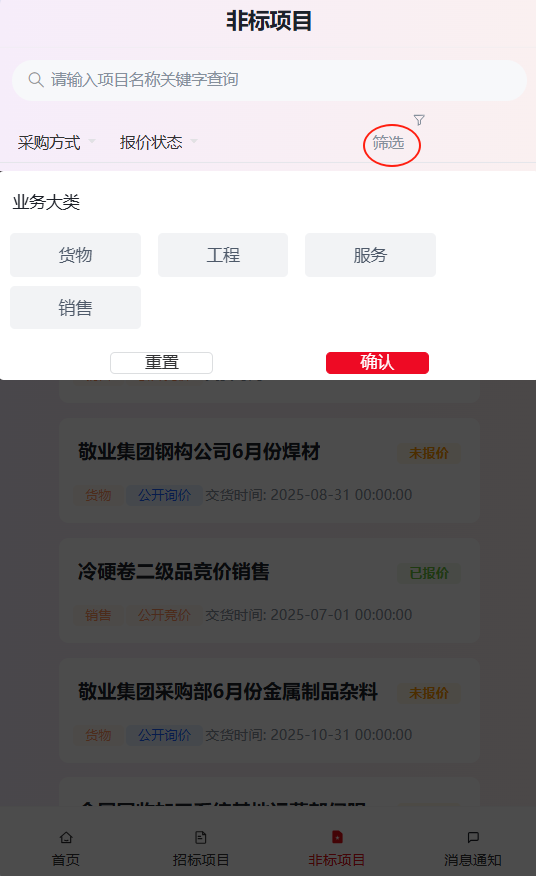 非标项目
请输入项目名称关键字查询
采购方式 报价状态 筛选
业务大类
货物 工程 服务
销售
重置 确认
敬业集团钢构公司6月份焊材 未报价
货物 公开询价 交货时间: 2025-08-31 00:00:00
冷硬卷二级品竞价销售 已报价
销售 公开竞价 交货时间: 2025-07-01 00:00:00
敬业集团采购部6月份金属制品杂料 未报价
货物 公开询价 交货时间: 2025-10-31 00:00:00
首页 招标项目 非标项目 消息通知